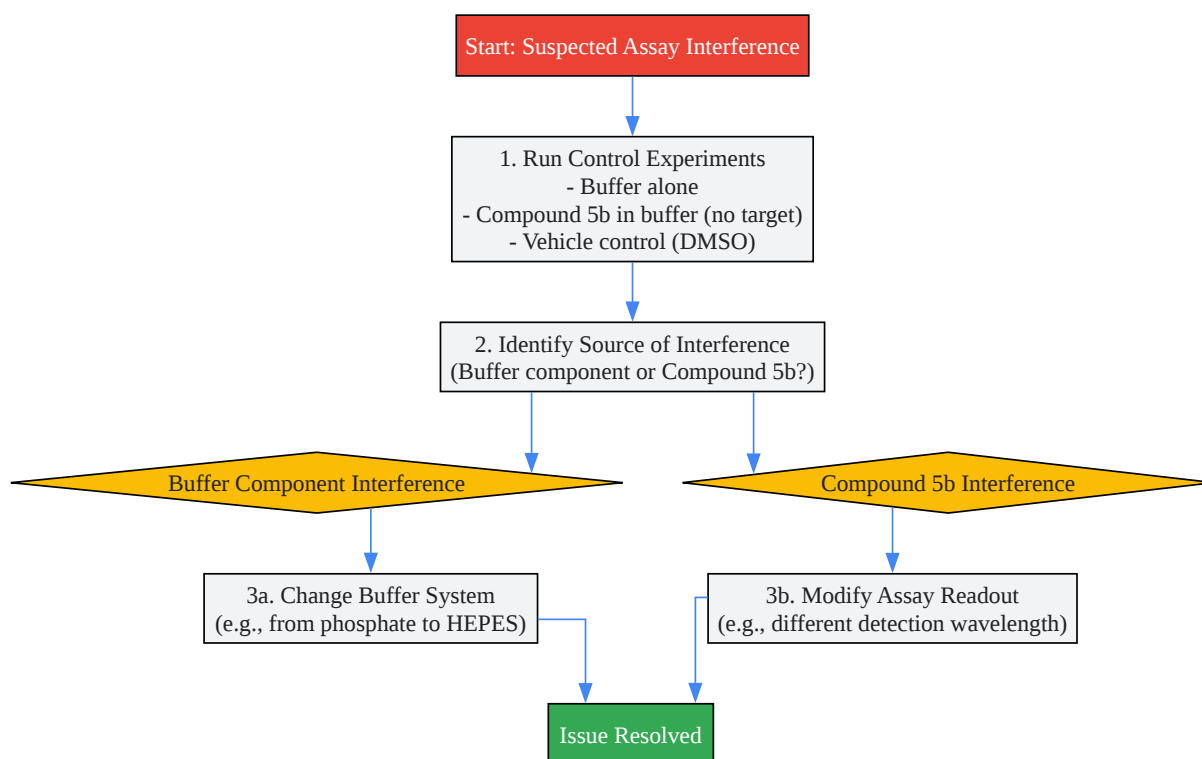 Start: Suspected Assay Interference
1. Run Control Experiments
- Buffer alone
- Compound 5b in buffer (no target)
- Vehicle control (DMSO)
2. Identify Source of Interference
(Buffer component or Compound 5b?)
Buffer Component Interference
Compound 5b Interference
3a. Change Buffer System
(e.g., from phosphate to HEPES)
3b. Modify Assay Readout
(e.g., different detection wavelength)
Issue Resolved